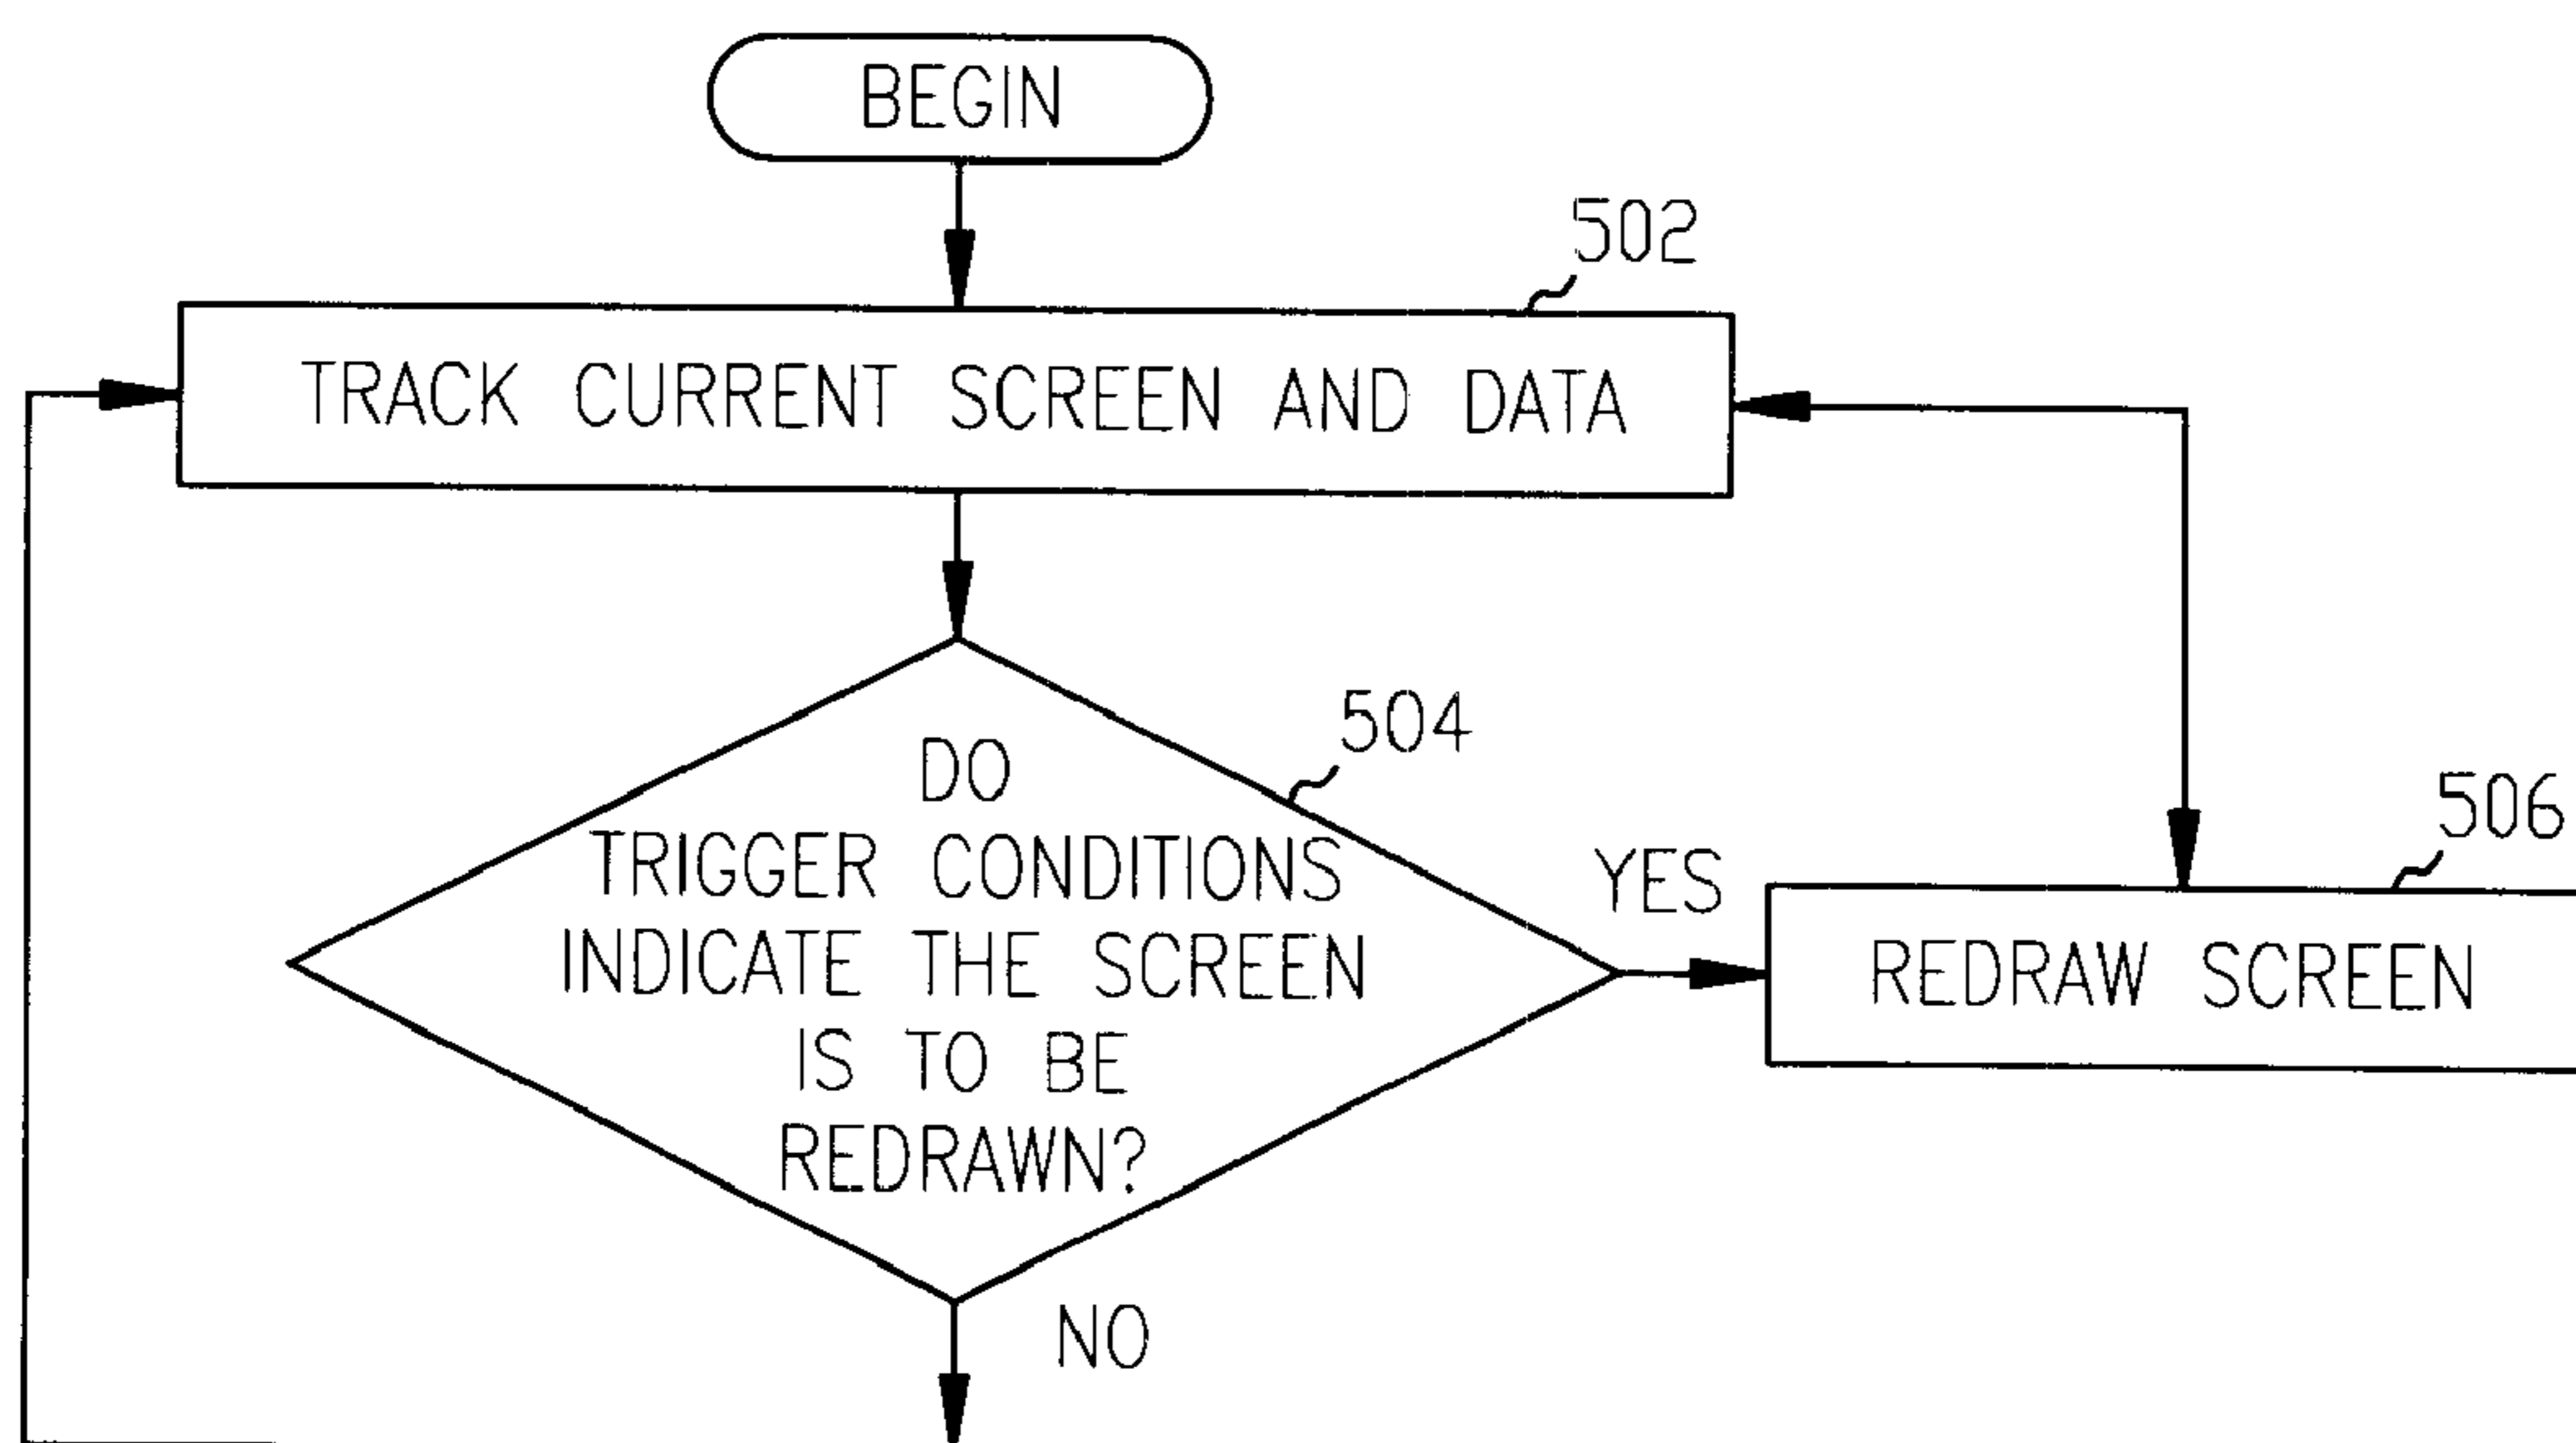 BEGIN
502
TRACK CURRENT SCREEN AND DATA
504
DO
TRIGGER CONDITIONS
INDICATE THE SCREEN
IS TO BE
REDRAWN?
YES
506
REDRAW SCREEN
NO